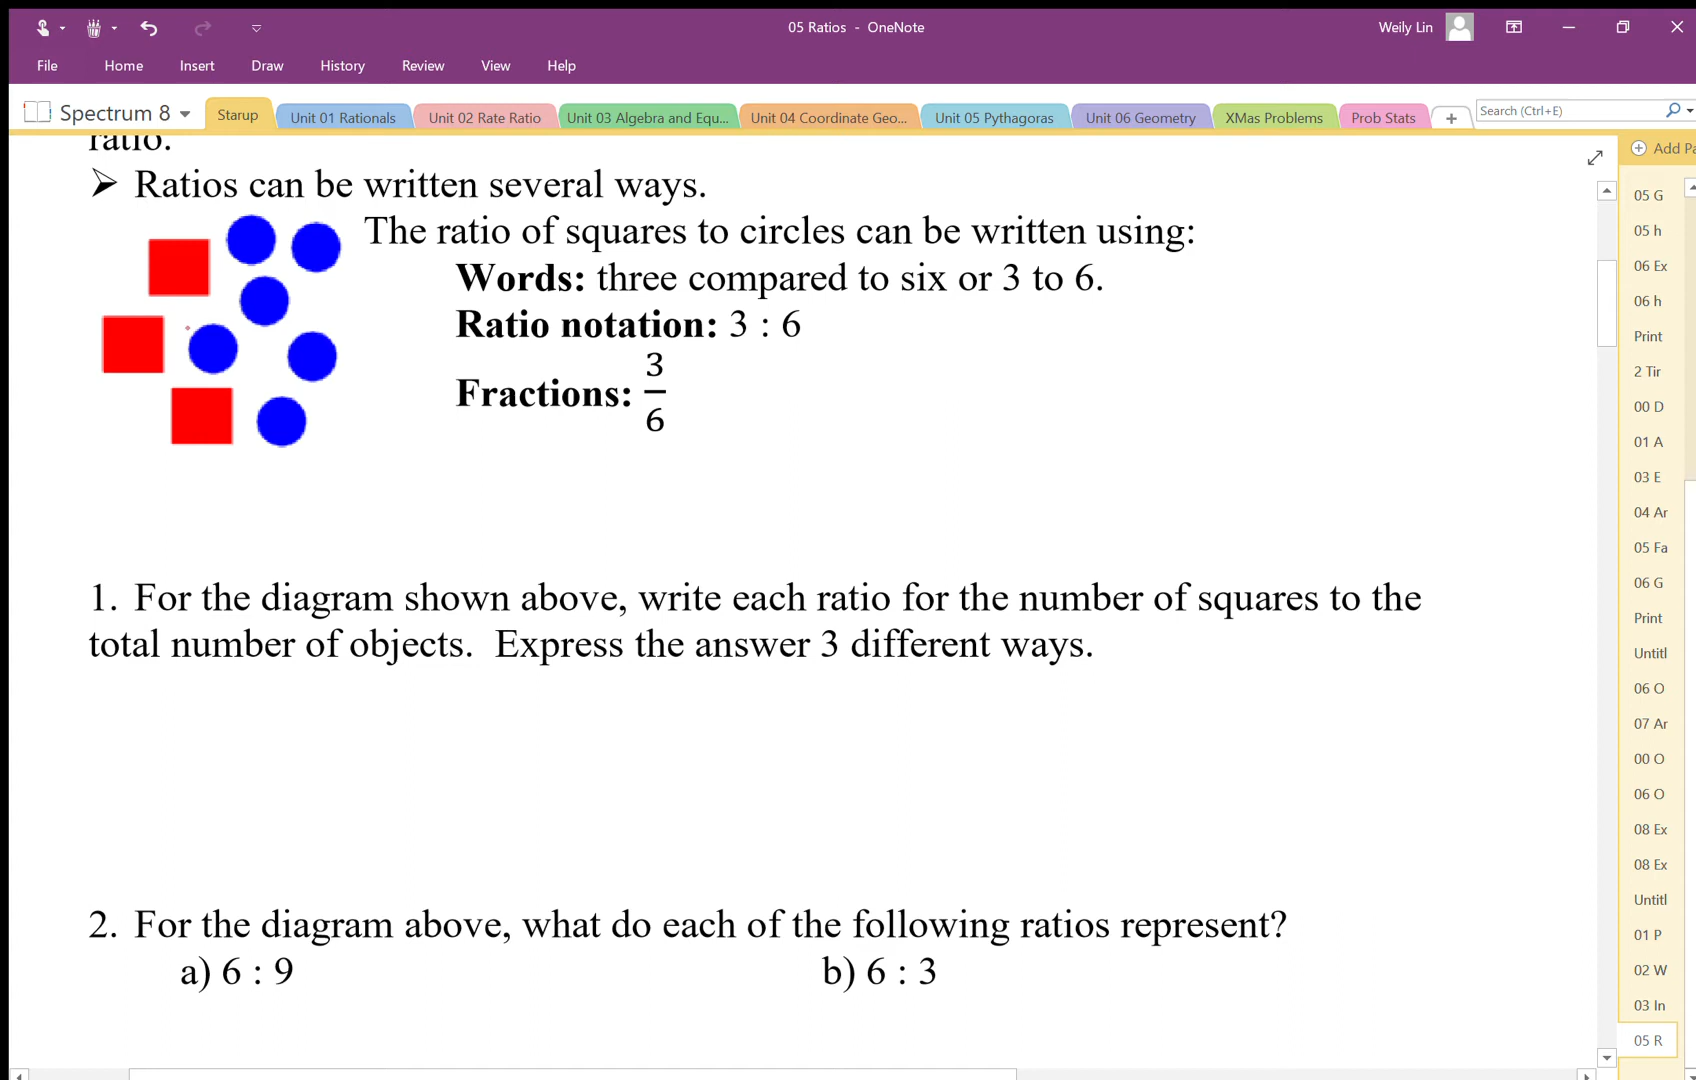 05 Ratios - OneNote
Weily Lin
File Home Insert Draw History Review View Help
Spectrum 8
Starup
Unit 01 Rationals
Unit 02 Rate Ratio
Unit 03 Algebra and Equ...
Unit 04 Coordinate Geo...
Unit 05 Pythagoras
Unit 06 Geometry
XMas Problems
Prob Stats
+
Search (Ctrl+E)
ratio.
➢ Ratios can be written several ways.
The ratio of squares to circles can be written using:
Words: three compared to six or 3 to 6.
Ratio notation: 3 : 6
Fractions: 3/6
1. For the diagram shown above, write each ratio for the number of squares to the
total number of objects. Express the answer 3 different ways.
2. For the diagram above, what do each of the following ratios represent?
a) 6 : 9 b) 6 : 3
Add Pa
05 G
05 h
06 Ex
06 h
Print
2 Tir
00 D
01 A
03 E
04 Ar
05 Fa
06 G
Print
Untitl
06 O
07 Ar
00 O
06 O
08 Ex
08 Ex
Untitl
01 P
02 W
03 In
05 R